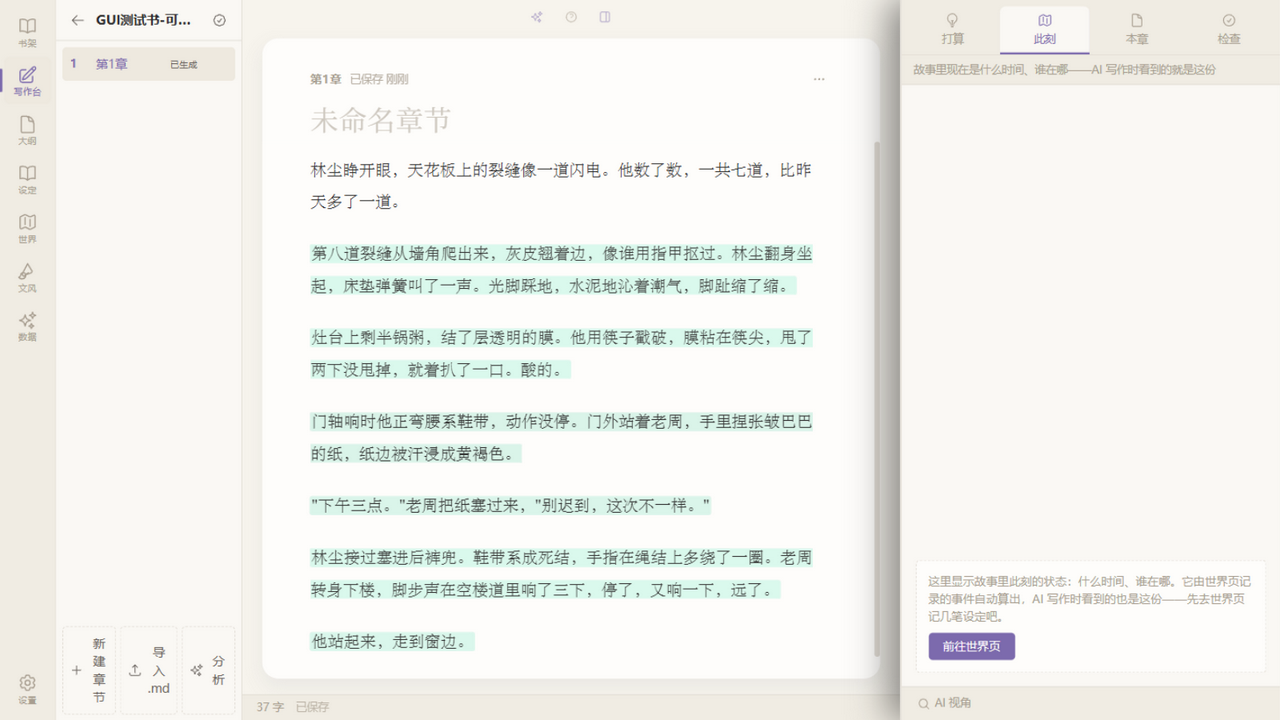 书架
写作台
大纲
设定
世界
文风
数据
设置
GUI测试书-可...
1 第1章 已生成
新建章节
导入.md
分析
第1章 已保存 刚刚
未命名章节
林尘睁开眼，天花板上的裂缝像一道闪电。他数了数，一共七道，比昨
天多了一道。
第八道裂缝从墙角爬出来，灰皮翘着边，像谁用指甲抠过。林尘翻身坐
起，床垫弹簧叫了一声。光脚踩地，水泥地沁着潮气，脚趾缩了缩。
灶台上剩半锅粥，结了层透明的膜。他用筷子戳破，膜粘在筷尖，甩了
两下没甩掉，就着扒了一口。酸的。
门轴响时他正弯腰系鞋带，动作没停。门外站着老周，手里捏张皱巴巴
的纸，纸边被汗浸成黄褐色。
"下午三点。"老周把纸塞过来，"别迟到，这次不一样。"
林尘接过塞进后裤兜。鞋带系成死结，手指在绳结上多绕了一圈。老周
转身下楼，脚步声在空楼道里响了三下，停了，又响一下，远了。
他站起来，走到窗边。
37 字 已保存
打算
此刻
本章
检查
故事里现在是什么时间、谁在哪——AI 写作时看到的就是这份
这里显示故事里此刻的状态：什么时间、谁在哪。它由世界页记
录的事件自动算出，AI 写作时看到的也是这份——先去世界页
记几笔设定吧。
前往世界页
AI 视角